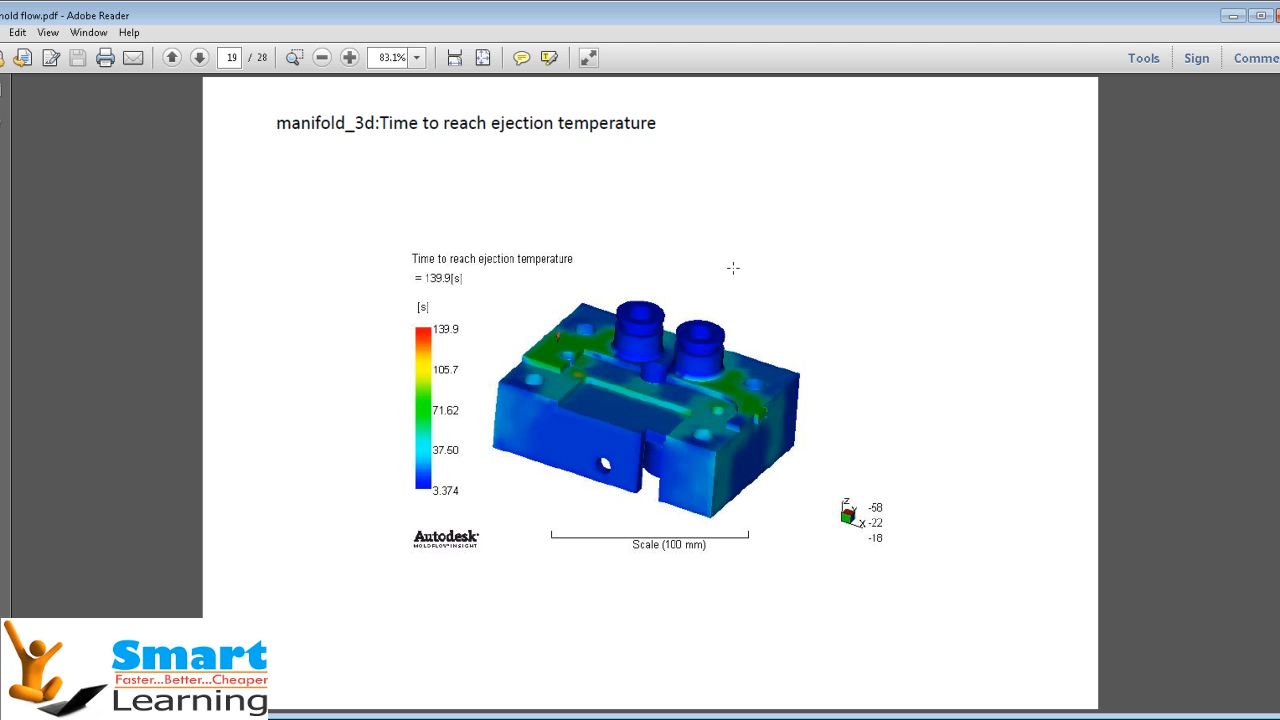 nold flow.pdf - Adobe Reader
Edit View Window Help
19 / 28 83.1% Tools Sign Comme
manifold_3d:Time to reach ejection temperature
Time to reach ejection temperature
= 139.9[s]
[s]
139.9
105.7
71.62
37.50
3.374
Z
Y
X
-58
-22
-18
Autodesk
MOLDFLOW INSIGHT
Scale (100 mm)
Smart
Faster...Better...Cheaper
Learning